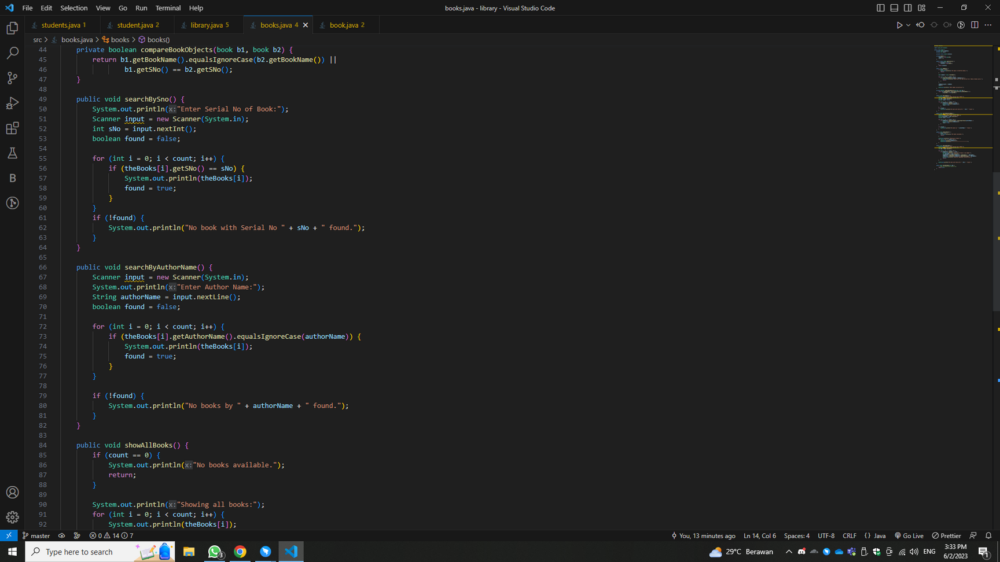 File Edit Selection View Go Run Terminal Help
books.java - library - Visual Studio Code
students.java 1 student.java 2 library.java 5 books.java 4 book.java 2
src > books.java > books > books()
44 private boolean compareBookObjects(book b1, book b2) {
45 return b1.getBookName().equalsIgnoreCase(b2.getBookName()) ||
46 b1.getSNo() == b2.getSNo();
47 }
48
49 public void searchBySno() {
50 System.out.println(x:"Enter Serial No of Book:");
51 Scanner input = new Scanner(System.in);
52 int sNo = input.nextInt();
53 boolean found = false;
54
55 for (int i = 0; i < count; i++) {
56 if (theBooks[i].getSNo() == sNo) {
57 System.out.println(theBooks[i]);
58 found = true;
59 }
60 }
61 if (!found) {
62 System.out.println("No book with Serial No " + sNo + " found.");
63 }
64 }
65
66 public void searchByAuthorName() {
67 Scanner input = new Scanner(System.in);
68 System.out.println(x:"Enter Author Name:");
69 String authorName = input.nextLine();
70 boolean found = false;
71
72 for (int i = 0; i < count; i++) {
73 if (theBooks[i].getAuthorName().equalsIgnoreCase(authorName)) {
74 System.out.println(theBooks[i]);
75 found = true;
76 }
77 }
78
79 if (!found) {
80 System.out.println("No books by " + authorName + " found.");
81 }
82 }
83
84 public void showAllBooks() {
85 if (count == 0) {
86 System.out.println(x:"No books available.");
87 return;
88 }
89
90 System.out.println(x:"Showing all books:");
91 for (int i = 0; i < count; i++) {
92 System.out.println(theBooks[i]);
master 0 14 7 You, 13 minutes ago Ln 14, Col 6 Spaces: 4 UTF-8 CRLF {} Java Go Live Prettier
Type here to search 3 29°C Berawan ENG 3:33 PM 1
6/2/2023